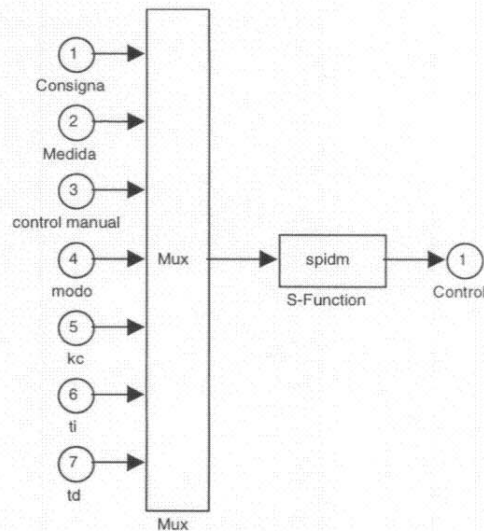 1
Consigna
2
Medida
3
control manual
4
modo
5
kc
6
ti
7
td
Mux
Mux
spidm
S-Function
1
Control